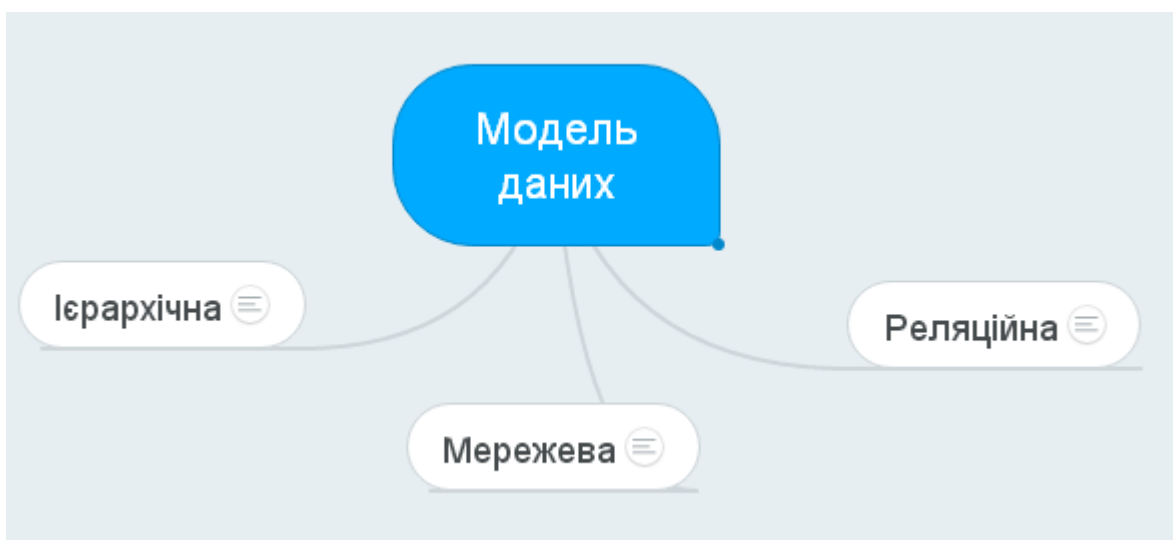 Модель
даних
Ієрархічна
Реляційна
Мережева